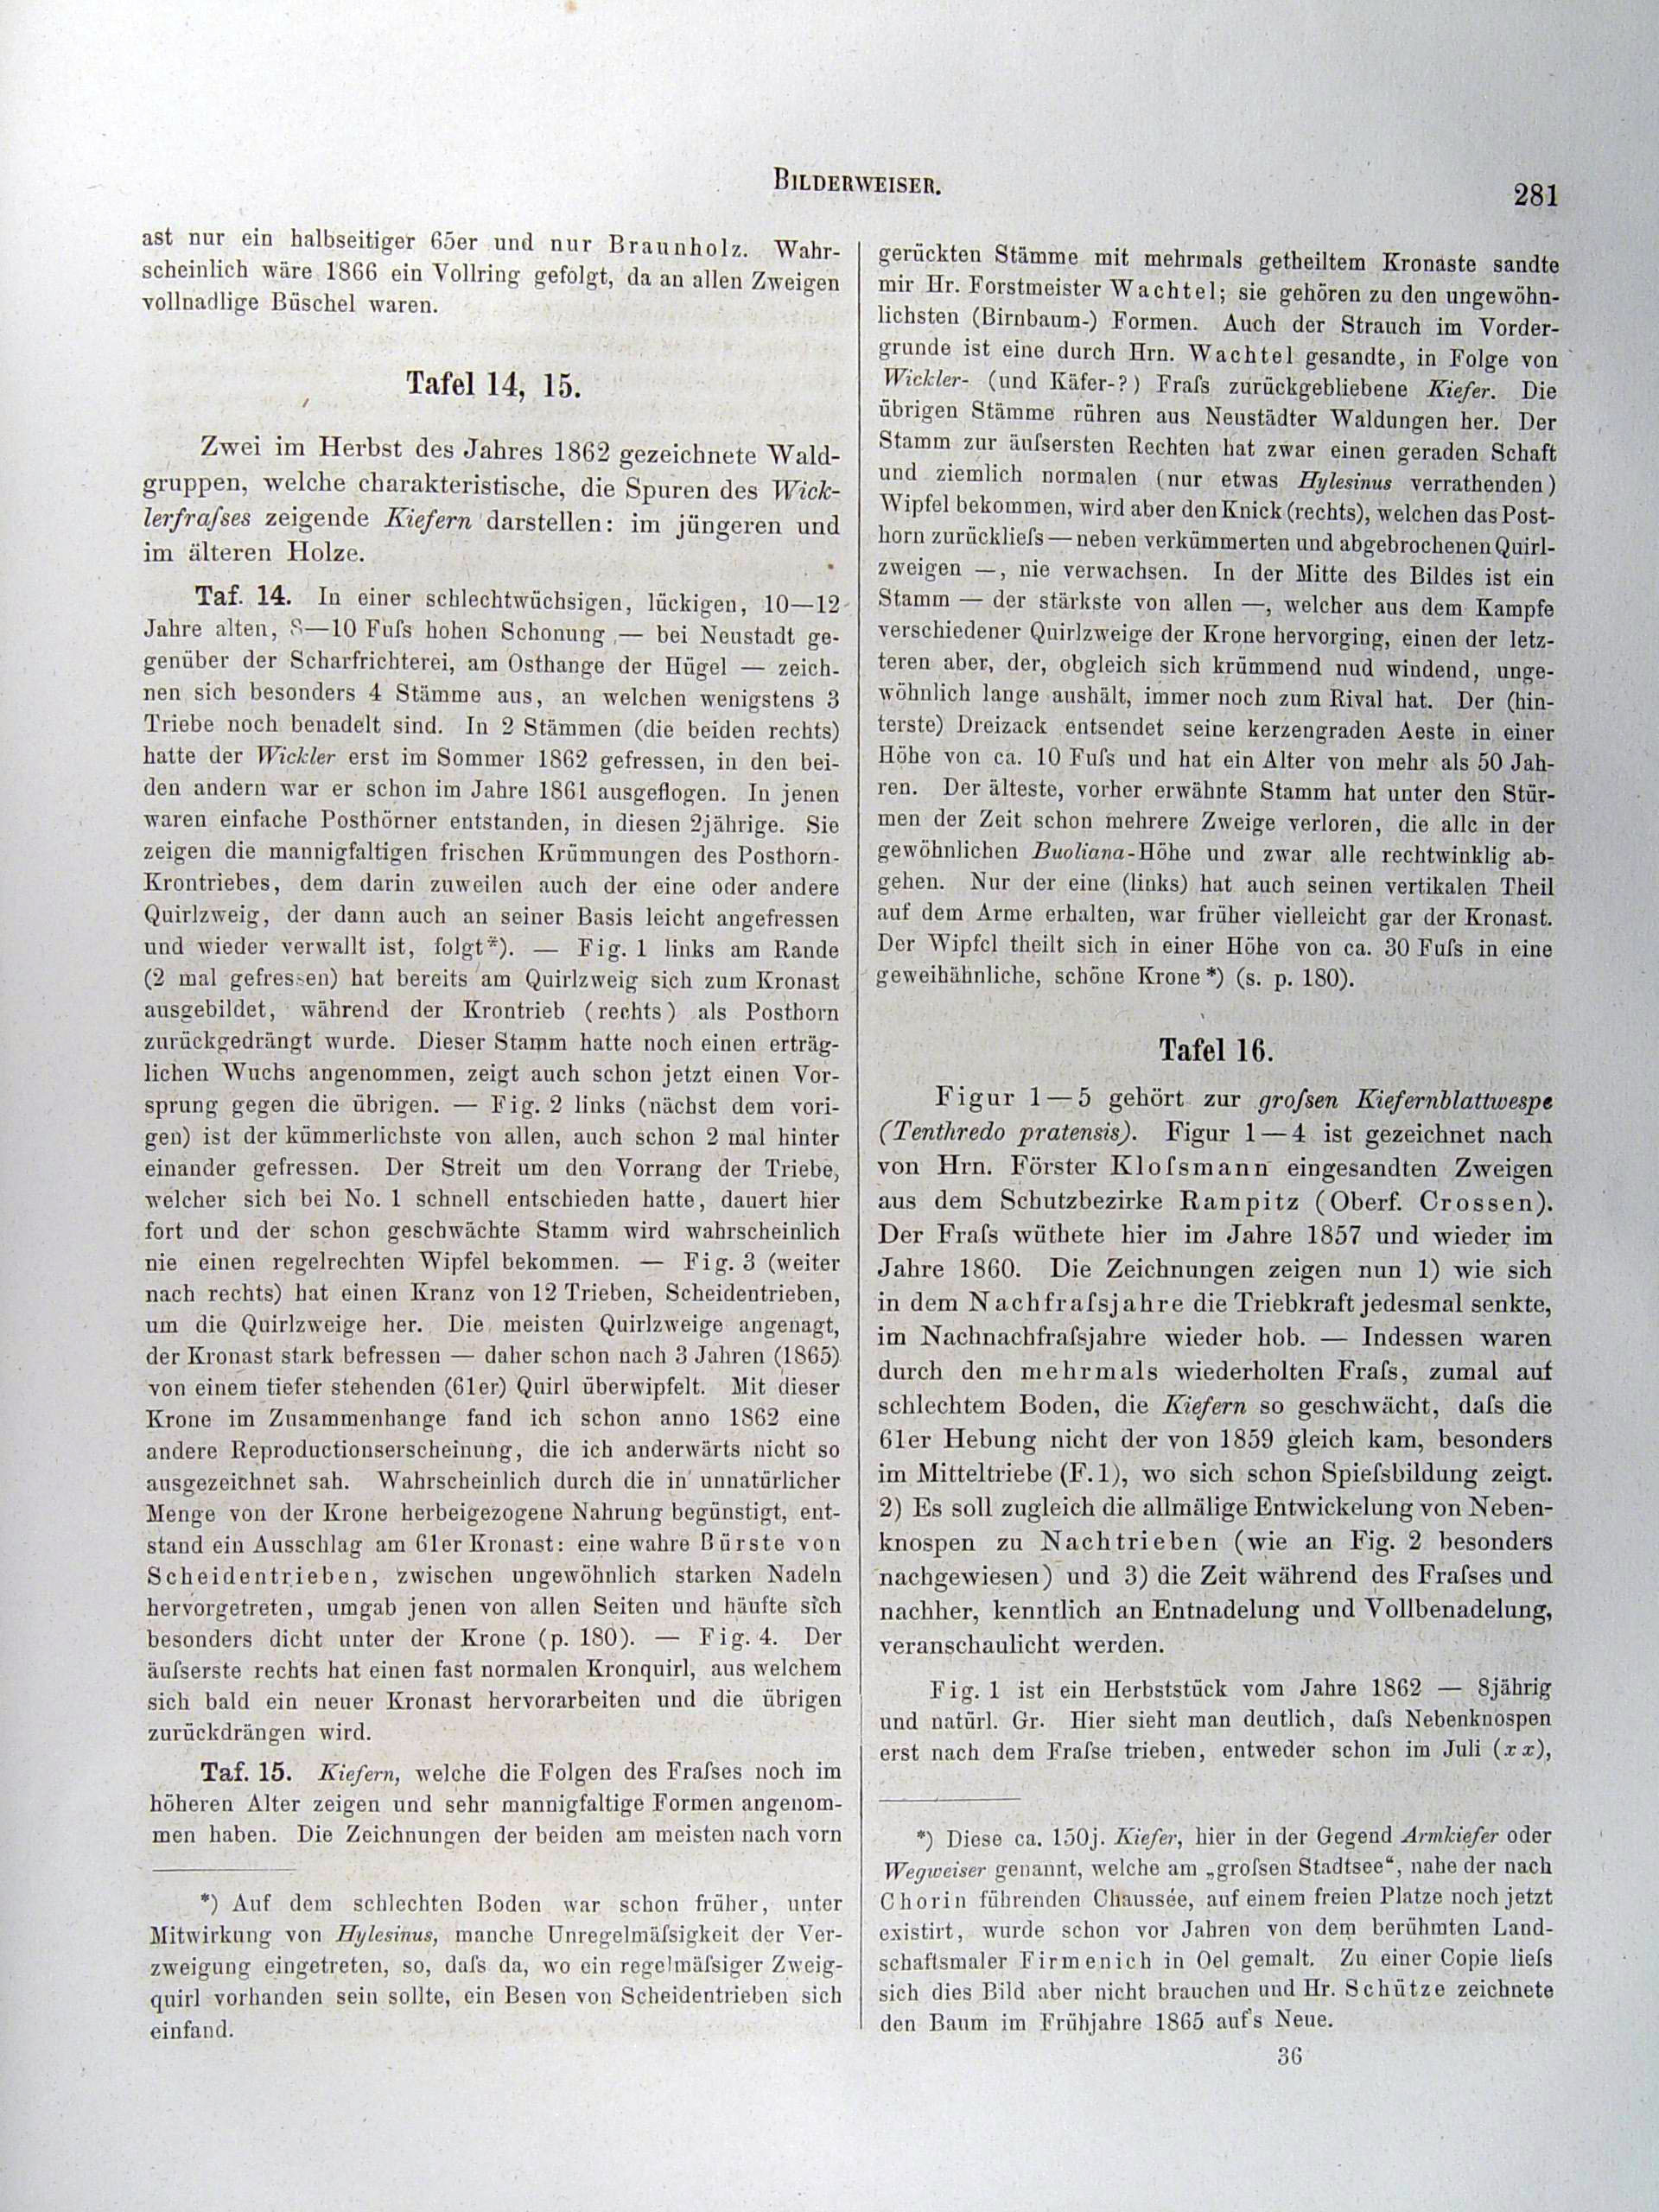 BILDERWEISER.
281
ast nur ein halbseitiger 65er und nur Braunholz. Wahr-
scheinlich wäre 1866 ein Vollring gefolgt, da an allen Zweigen
vollnadlige Büschel waren.
Tafel 14, 15.
Zwei im Herbst des Jahres 1862 gezeichnete Wald-
gruppen, welche charakteristische, die Spuren des Wick-
lerfraſses zeigende Kiefern darstellen: im jüngeren und
im älteren Holze.
Taf. 14. In einer schlechtwüchsigen, lückigen, 10—12
Jahre alten, 8—10 Fuſs hohen Schonung — bei Neustadt ge-
genüber der Scharfrichterei, am Osthange der Hügel — zeich-
nen sich besonders 4 Stämme aus, an welchen wenigstens 3
Triebe noch benadelt sind. In 2 Stämmen (die beiden rechts)
hatte der Wickler erst im Sommer 1862 gefressen, in den bei-
den andern war er schon im Jahre 1861 ausgeflogen. In jenen
waren einfache Posthörner entstanden, in diesen 2jährige. Sie
zeigen die mannigfaltigen frischen Krümmungen des Posthorn-
Krontriebes, dem darin zuweilen auch der eine oder andere
Quirlzweig, der dann auch an seiner Basis leicht angefressen
und wieder verwallt ist, folgt*). — Fig. 1 links am Rande
(2 mal gefressen) hat bereits am Quirlzweig sich zum Kronast
ausgebildet, während der Krontrieb (rechts) als Posthorn
zurückgedrängt wurde. Dieser Stamm hatte noch einen erträg-
lichen Wuchs angenommen, zeigt auch schon jetzt einen Vor-
sprung gegen die übrigen. — Fig. 2 links (nächst dem vori-
gen) ist der kümmerlichste von allen, auch schon 2 mal hinter
einander gefressen. Der Streit um den Vorrang der Triebe,
welcher sich bei No. 1 schnell entschieden hatte, dauert hier
fort und der schon geschwächte Stamm wird wahrscheinlich
nie einen regelrechten Wipfel bekommen. — Fig. 3 (weiter
nach rechts) hat einen Kranz von 12 Trieben, Scheidentrieben,
um die Quirlzweige her. Die meisten Quirlzweige angenagt,
der Kronast stark befressen — daher schon nach 3 Jahren (1865)
von einem tiefer stehenden (61er) Quirl überwipfelt. Mit dieser
Krone im Zusammenhange fand ich schon anno 1862 eine
andere Reproductionserscheinung, die ich anderwärts nicht so
ausgezeichnet sah. Wahrscheinlich durch die in unnatürlicher
Menge von der Krone herbeigezogene Nahrung begünstigt, ent-
stand ein Ausschlag am 61er Kronast: eine wahre Bürste von
Scheidentrieben, zwischen ungewöhnlich starken Nadeln
hervorgetreten, umgab jenen von allen Seiten und häufte sich
besonders dicht unter der Krone (p. 180). — Fig. 4. Der
äuſserste rechts hat einen fast normalen Kronquirl, aus welchem
sich bald ein neuer Kronast hervorarbeiten und die übrigen
zurückdrängen wird.
Taf. 15. Kiefern, welche die Folgen des Fraſses noch im
höheren Alter zeigen und sehr mannigfaltige Formen angenom-
men haben. Die Zeichnungen der beiden am meisten nach vorn
*) Auf dem schlechten Boden war schon früher, unter
Mitwirkung von Hylesinus, manche Unregelmäſsigkeit der Ver-
zweigung eingetreten, so, daſs da, wo ein regelmäſsiger Zweig-
quirl vorhanden sein sollte, ein Besen von Scheidentrieben sich
einfand.
gerückten Stämme mit mehrmals getheiltem Kronaste sandte
mir Hr. Forstmeister Wachtel; sie gehören zu den ungewöhn-
lichsten (Birnbaum-) Formen. Auch der Strauch im Vorder-
grunde ist eine durch Hrn. Wachtel gesandte, in Folge von
Wickler- (und Käfer-?) Fraſs zurückgebliebene Kiefer. Die
übrigen Stämme rühren aus Neustädter Waldungen her. Der
Stamm zur äuſsersten Rechten hat zwar einen geraden Schaft
und ziemlich normalen (nur etwas Hylesinus verrathenden)
Wipfel bekommen, wird aber den Knick (rechts), welchen das Post-
horn zurücklieſs — neben verkümmerten und abgebrochenen Quirl-
zweigen —, nie verwachsen. In der Mitte des Bildes ist ein
Stamm — der stärkste von allen —, welcher aus dem Kampfe
verschiedener Quirlzweige der Krone hervorging, einen der letz-
teren aber, der, obgleich sich krümmend nud windend, unge-
wöhnlich lange aushält, immer noch zum Rival hat. Der (hin-
terste) Dreizack entsendet seine kerzengraden Aeste in einer
Höhe von ca. 10 Fuſs und hat ein Alter von mehr als 50 Jah-
ren. Der älteste, vorher erwähnte Stamm hat unter den Stür-
men der Zeit schon mehrere Zweige verloren, die alle in der
gewöhnlichen Buoliana-Höhe und zwar alle rechtwinklig ab-
gehen. Nur der eine (links) hat auch seinen vertikalen Theil
auf dem Arme erhalten, war früher vielleicht gar der Kronast.
Der Wipfel theilt sich in einer Höhe von ca. 30 Fuſs in eine
geweihähnliche, schöne Krone*) (s. p. 180).
Tafel 16.
Figur 1—5 gehört zur groſsen Kiefernblattwespe
(Tenthredo pratensis). Figur 1—4 ist gezeichnet nach
von Hrn. Förster Kloſsmann eingesandten Zweigen
aus dem Schutzbezirke Rampitz (Oberf. Crossen).
Der Fraſs wüthete hier im Jahre 1857 und wieder im
Jahre 1860. Die Zeichnungen zeigen nun 1) wie sich
in dem Nachfraſsjahre die Triebkraft jedesmal senkte,
im Nachnachfraſsjahre wieder hob. — Indessen waren
durch den mehrmals wiederholten Fraſs, zumal auf
schlechtem Boden, die Kiefern so geschwächt, daſs die
61er Hebung nicht der von 1859 gleich kam, besonders
im Mitteltriebe (F. 1), wo sich schon Spieſsbildung zeigt.
2) Es soll zugleich die allmälige Entwickelung von Neben-
knospen zu Nachtrieben (wie an Fig. 2 besonders
nachgewiesen) und 3) die Zeit während des Fraſses und
nachher, kenntlich an Entnadelung und Vollbenadelung,
veranschaulicht werden.
Fig. 1 ist ein Herbststück vom Jahre 1862 — 8jährig
und natürl. Gr. Hier sieht man deutlich, daſs Nebenknospen
erst nach dem Fraſse trieben, entweder schon im Juli (x x),
*) Diese ca. 150j. Kiefer, hier in der Gegend Armkiefer oder
Wegweiser genannt, welche am „groſsen Stadtsee“, nahe der nach
Chorin führenden Chaussée, auf einem freien Platze noch jetzt
existirt, wurde schon vor Jahren von dem berühmten Land-
schaftsmaler Firmenich in Oel gemalt. Zu einer Copie lieſs
sich dies Bild aber nicht brauchen und Hr. Schütze zeichnete
den Baum im Frühjahre 1865 auf's Neue.
36